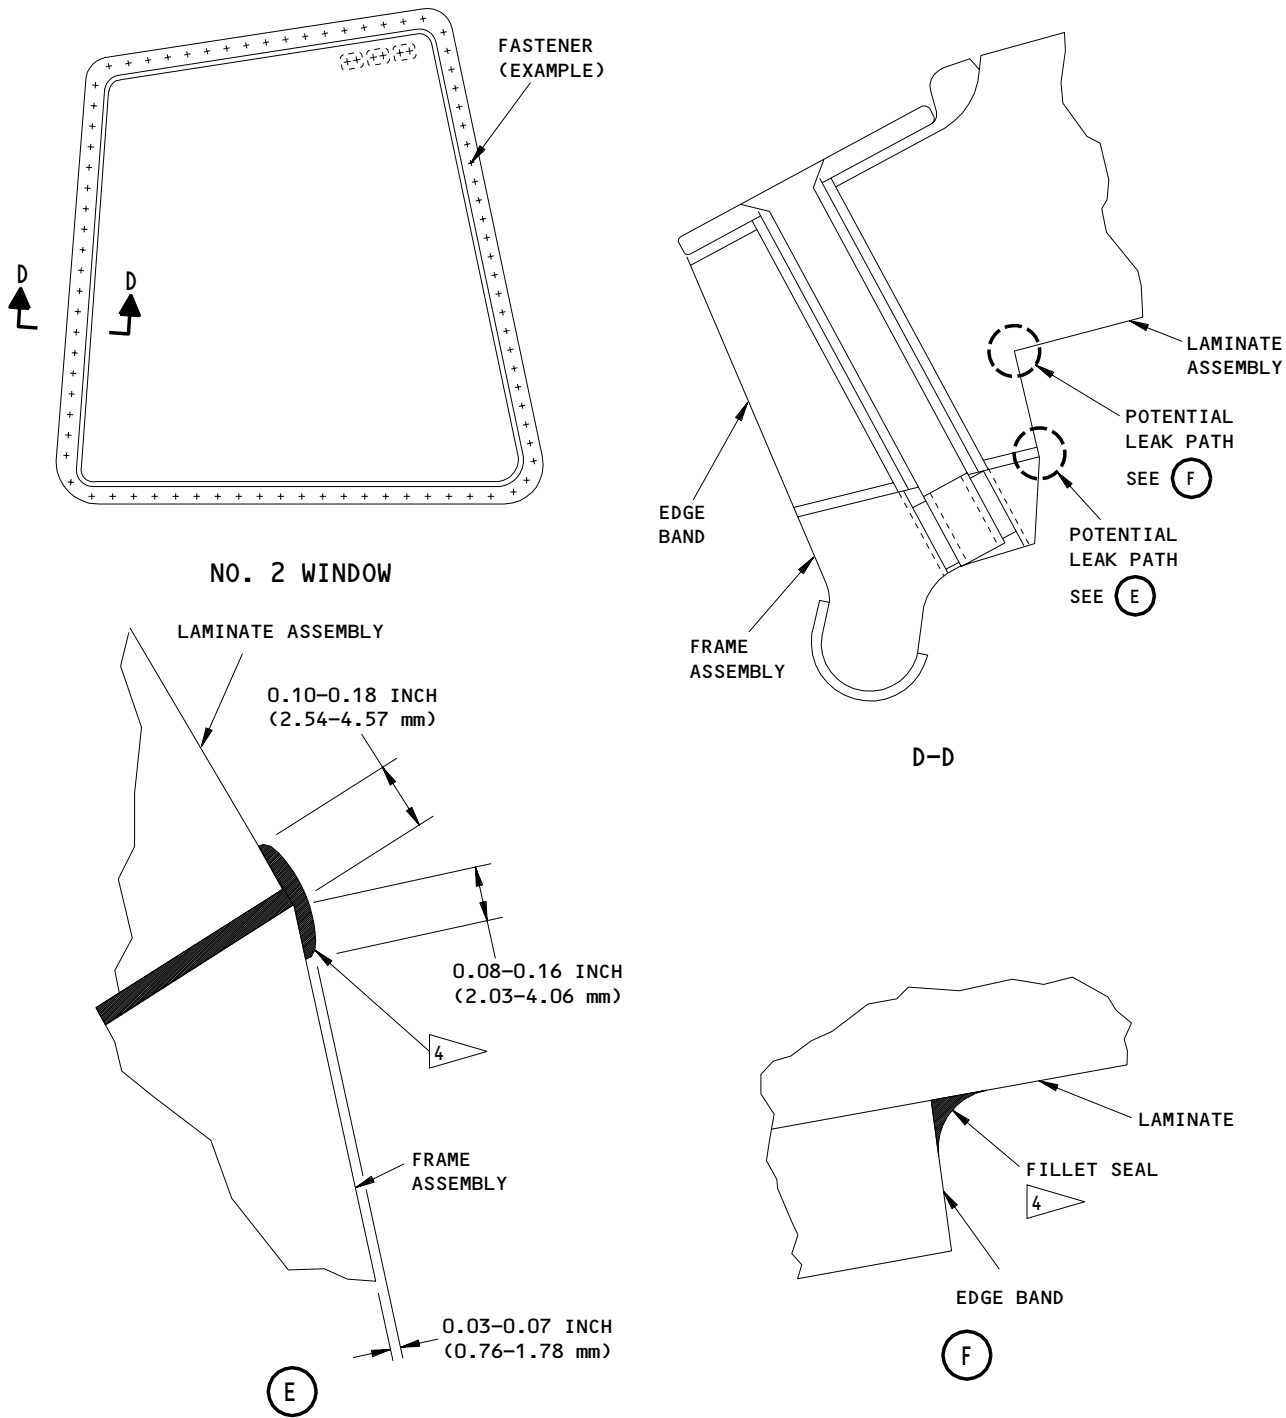 FASTENER
(EXAMPLE)
D
D
NO. 2 WINDOW
LAMINATE
ASSEMBLY
POTENTIAL
LEAK PATH
SEE F
POTENTIAL
LEAK PATH
SEE E
EDGE
BAND
FRAME
ASSEMBLY
D-D
LAMINATE ASSEMBLY
0.10-0.18 INCH
(2.54-4.57 mm)
0.08-0.16 INCH
(2.03-4.06 mm)
4
FRAME
ASSEMBLY
0.03-0.07 INCH
(0.76-1.78 mm)
E
LAMINATE
FILLET SEAL
4
EDGE BAND
F